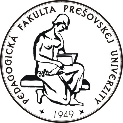 PEDAGOGICKÁ FAKULTA PREŠOVSKEJ UNIVERZITY
* 1949 *